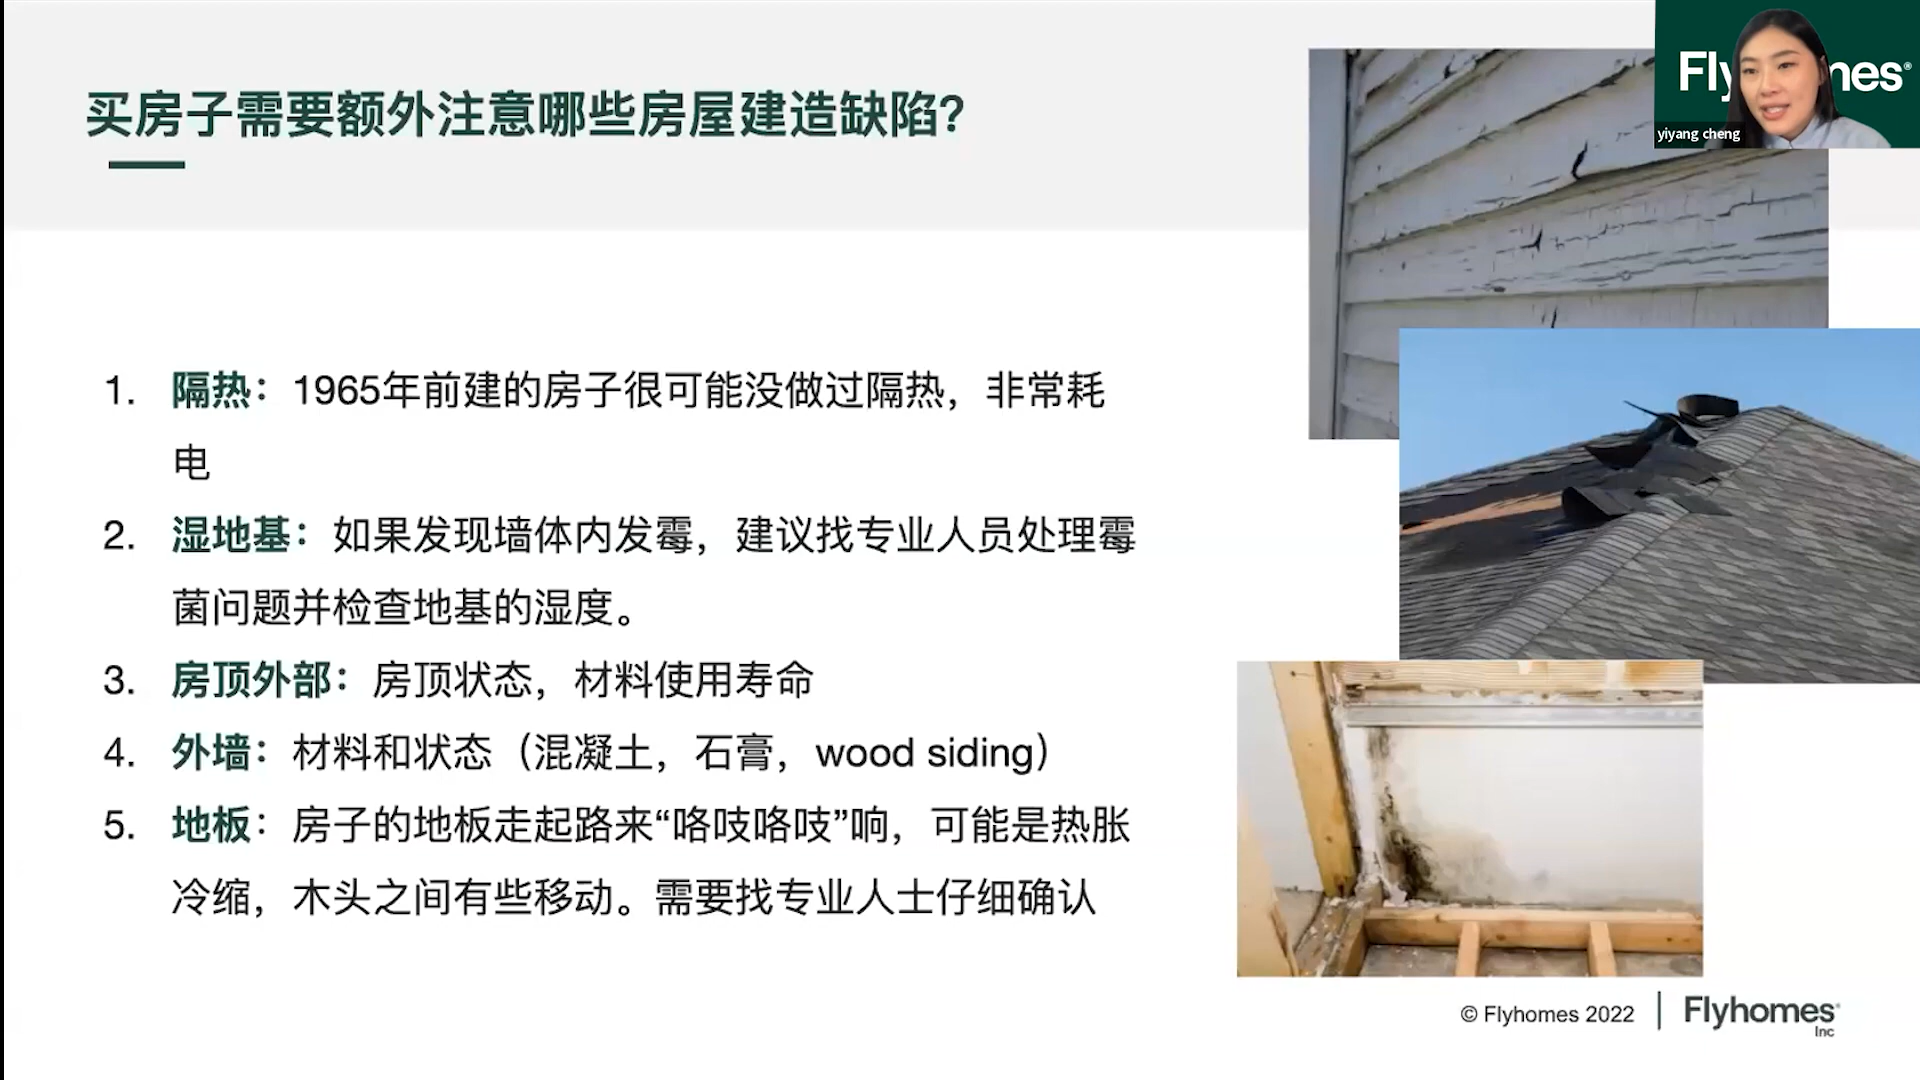 买房子需要额外注意哪些房屋建造缺陷?
1. 隔热：1965年前建的房子很可能没做过隔热，非常耗
电
2. 湿地基：如果发现墙体内发霉，建议找专业人员处理霉
菌问题并检查地基的湿度。
3. 房顶外部：房顶状态，材料使用寿命
4. 外墙：材料和状态（混凝土，石膏，wood siding）
5. 地板：房子的地板走起路来“咯吱咯吱”响，可能是热胀
冷缩，木头之间有些移动。需要找专业人士仔细确认
yiyang cheng
© Flyhomes 2022
Flyhomes
Inc